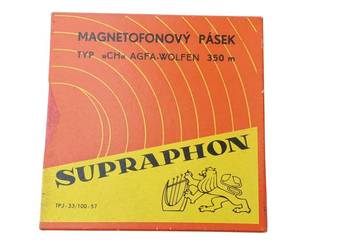 MAGNETOFONOVÝ PÁSEK
TYP »CH« AGFA-WOLFEN 350 m
SUPRAPHON
TPJ-33/100-57